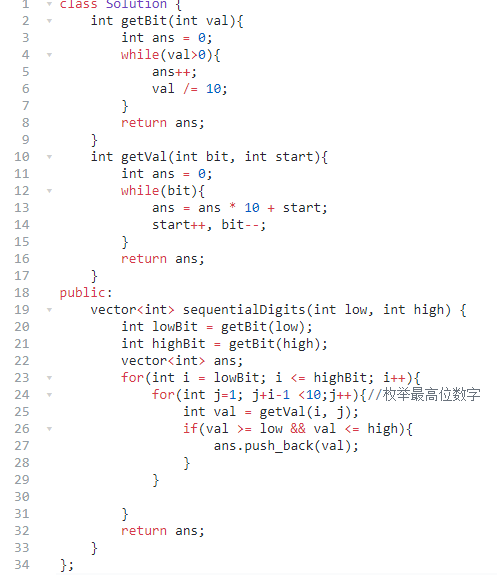 1 class Solution {
2     int getBit(int val){
3         int ans = 0;
4         while(val>0){
5             ans++;
6             val /= 10;
7         }
8         return ans;
9     }
10     int getVal(int bit, int start){
11         int ans = 0;
12         while(bit){
13             ans = ans * 10 + start;
14             start++, bit--;
15         }
16         return ans;
17     }
18 public:
19     vector<int> sequentialDigits(int low, int high) {
20         int lowBit = getBit(low);
21         int highBit = getBit(high);
22         vector<int> ans;
23         for(int i = lowBit; i <= highBit; i++){
24             for(int j=1; j+i-1 <10;j++){//枚举最高位数字
25                 int val = getVal(i, j);
26                 if(val >= low && val <= high){
27                     ans.push_back(val);
28                 }
29             }
30
31         }
32         return ans;
33     }
34 };